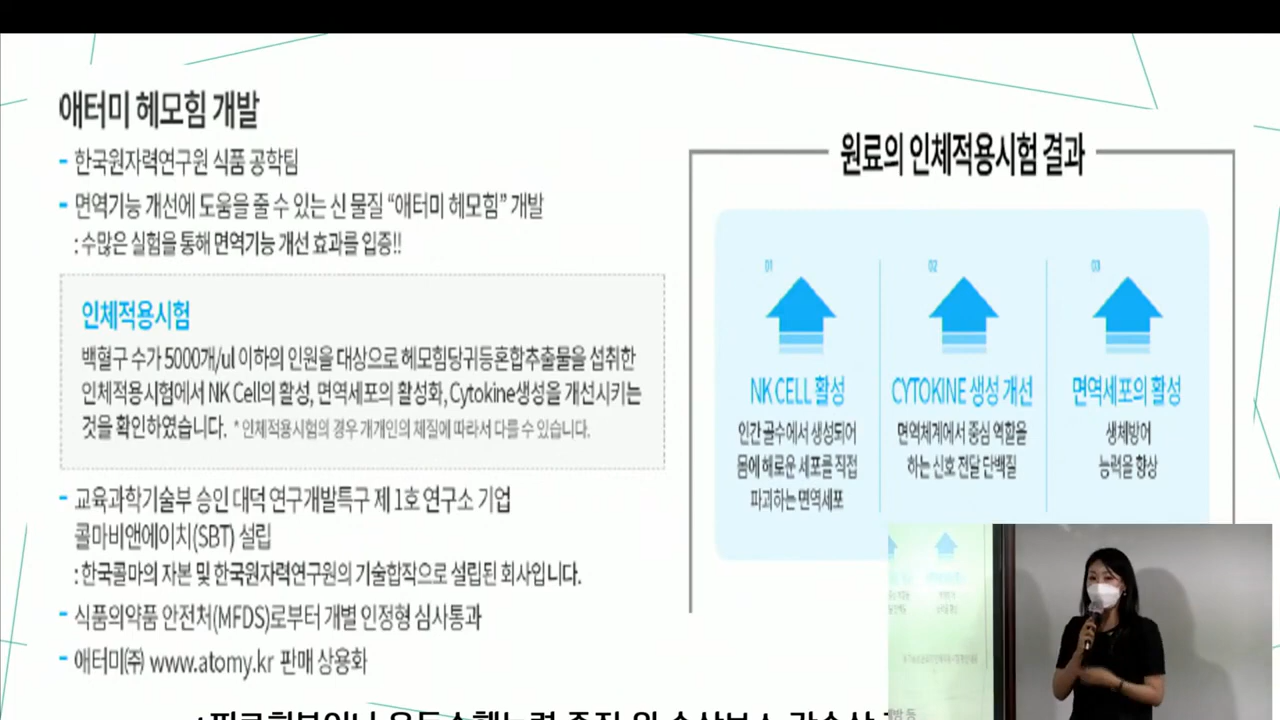 애터미 헤모힘 개발
- 한국원자력연구원 식품 공학팀
- 면역기능 개선에 도움을 줄 수 있는 신 물질 “애터미 헤모힘” 개발
: 수많은 실험을 통해 면역기능 개선 효과를 입증!!
인체적용시험
백혈구 수가 5000개/ul 이하의 인원을 대상으로 헤모힘당귀등혼합추출물을 섭취한
인체적용시험에서 NK Cell의 활성, 면역세포의 활성화, Cytokine생성을 개선시키는
것을 확인하였습니다. * 인체적용시험의 경우 개개인의 체질에 따라서 다를 수 있습니다.
- 교육과학기술부 승인 대덕 연구개발특구 제 1호 연구소 기업
콜마비앤에이치(SBT) 설립
: 한국콜마의 자본 및 한국원자력연구원의 기술합작으로 설립된 회사입니다.
- 식품의약품 안전처(MFDS)로부터 개별 인정형 심사통과
- 애터미㈜ www.atomy.kr 판매 상용화
원료의 인체적용시험 결과
01
NK CELL 활성
인간 골수에서 생성되어
몸에 해로운 세포를 직접
파괴하는 면역세포
02
CYTOKINE 생성 개선
면역체계에서 중심 역할을
하는 신호 전달 단백질
03
면역세포의 활성
생체방어
능력을 향상